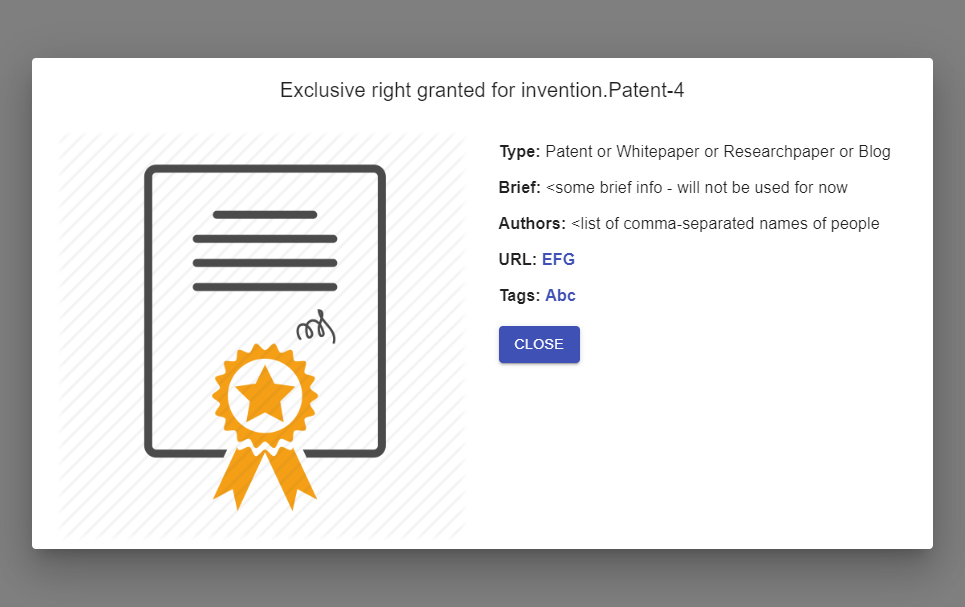 Exclusive right granted for invention.Patent-4
Type: Patent or Whitepaper or Researchpaper or Blog
Brief: <some brief info - will not be used for now
Authors: <list of comma-separated names of people
URL: EFG
Tags: Abc
CLOSE